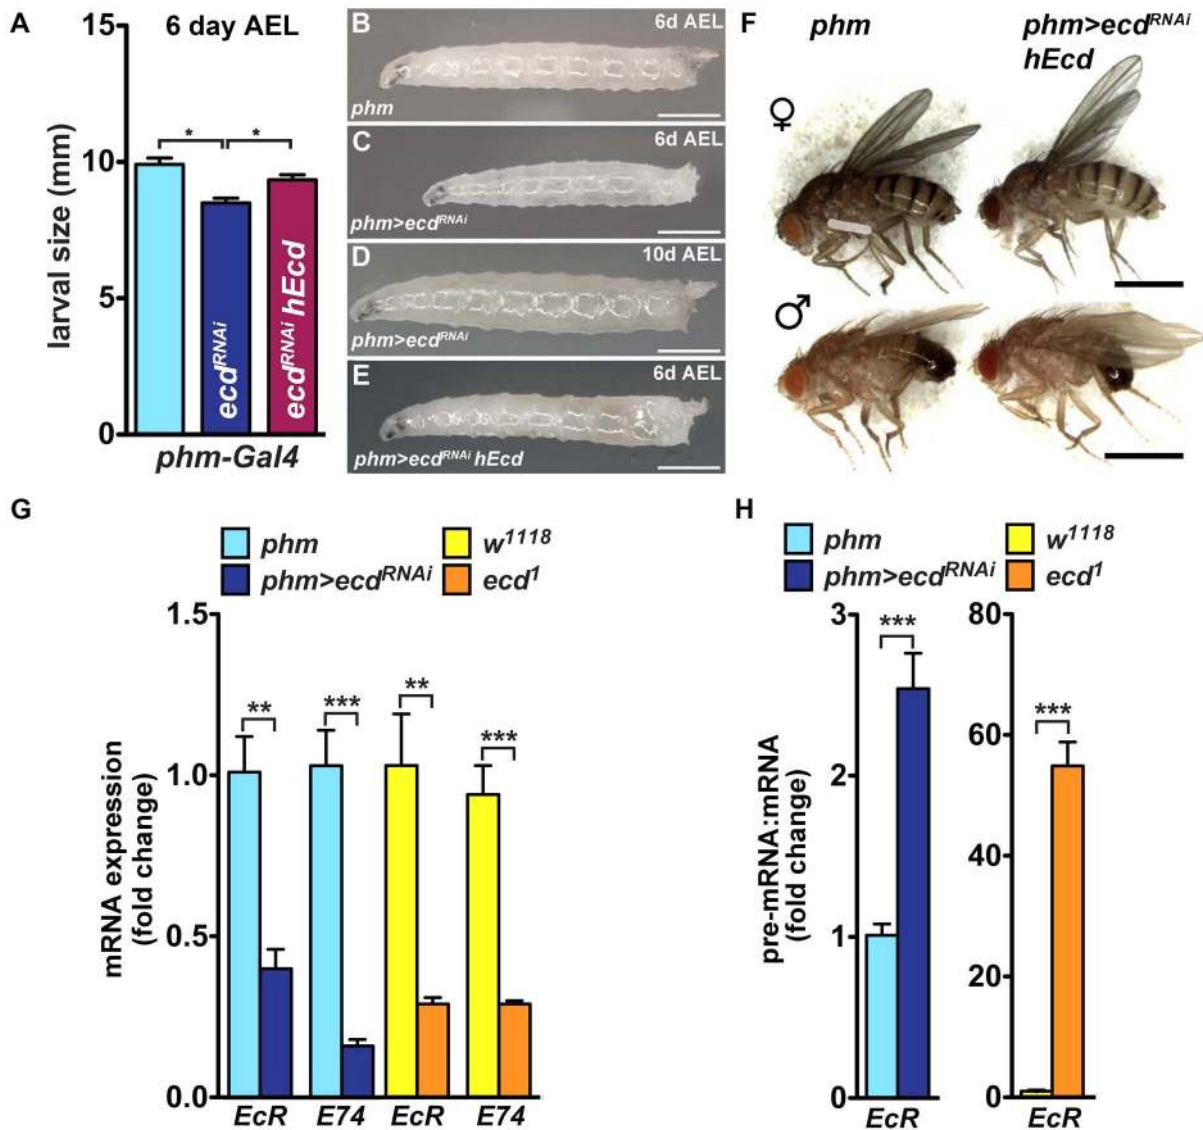 A
6 day AEL
15
10
5
0
larval size (mm)
*
*
ecdRNAi
ecdRNAi hEcd
phm-Gal4
B
6d AEL
phm
C
6d AEL
phm>ecdRNAi
D
10d AEL
phm>ecdRNAi
E
6d AEL
phm>ecdRNAi hEcd
F
phm
phm>ecdRNAi
hEcd
♀
♂
G
phm
w1118
phm>ecdRNAi
ecd1
1.5
1.0
0.5
0.0
mRNA expression
(fold change)
**
***
**
***
EcR
E74
EcR
E74
H
phm
w1118
phm>ecdRNAi
ecd1
3
2
1
0
pre-mRNA:mRNA
(fold change)
***
EcR
80
60
40
20
0
***
EcR